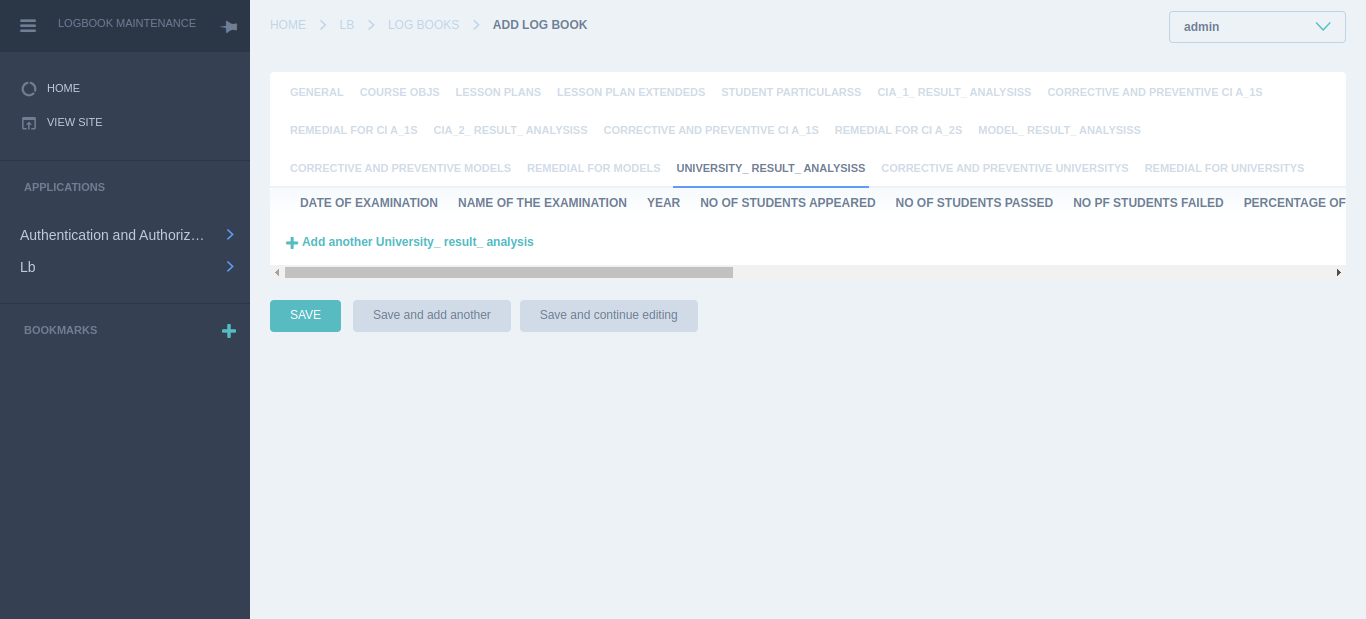 LOGBOOK MAINTENANCE
HOME
VIEW SITE
APPLICATIONS
Authentication and Authoriz…
Lb
BOOKMARKS
HOME LB LOG BOOKS ADD LOG BOOK
admin
GENERAL COURSE OBJS LESSON PLANS LESSON PLAN EXTENDEDS STUDENT PARTICULARSS CIA_1_ RESULT_ ANALYSISS CORRECTIVE AND PREVENTIVE CI A_1S
REMEDIAL FOR CI A_1S CIA_2_ RESULT_ ANALYSISS CORRECTIVE AND PREVENTIVE CI A_1S REMEDIAL FOR CI A_2S MODEL_ RESULT_ ANALYSISS
CORRECTIVE AND PREVENTIVE MODELS REMEDIAL FOR MODELS UNIVERSITY_ RESULT_ ANALYSISS CORRECTIVE AND PREVENTIVE UNIVERSITYS REMEDIAL FOR UNIVERSITYS
DATE OF EXAMINATION NAME OF THE EXAMINATION YEAR NO OF STUDENTS APPEARED NO OF STUDENTS PASSED NO PF STUDENTS FAILED PERCENTAGE OF
Add another University_ result_ analysis
SAVE Save and add another Save and continue editing